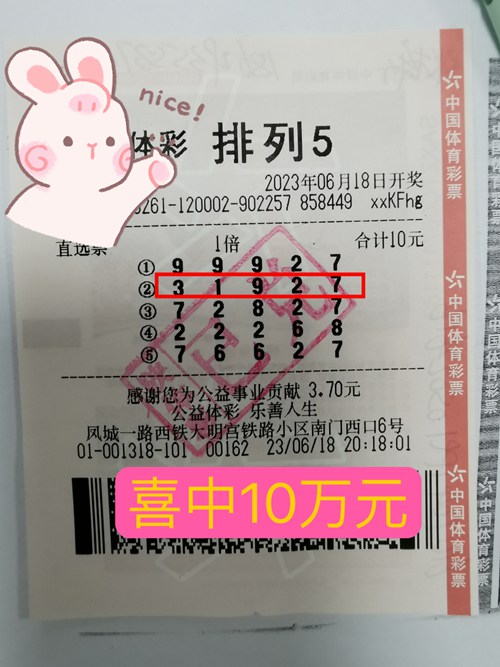 nice!
体彩 排列5
2023年06月18日开奖
3261-120002-902257 858449 xxKFhg
直选票 1倍 合计10元
① 9 9 9 2 7
② 3 1 9 2 7
③ 7 2 8 2 7
④ 2 2 2 6 8
⑤ 7 6 6 2 7
感谢您为公益事业贡献 3.70元
公益体彩 乐善人生
凤城一路西铁大明宫铁路小区南门西口6号
01-001318-101 00162 23/06/18 20:18:01
喜中10万元
中国体育彩票
中国体育彩票
中国体育彩票